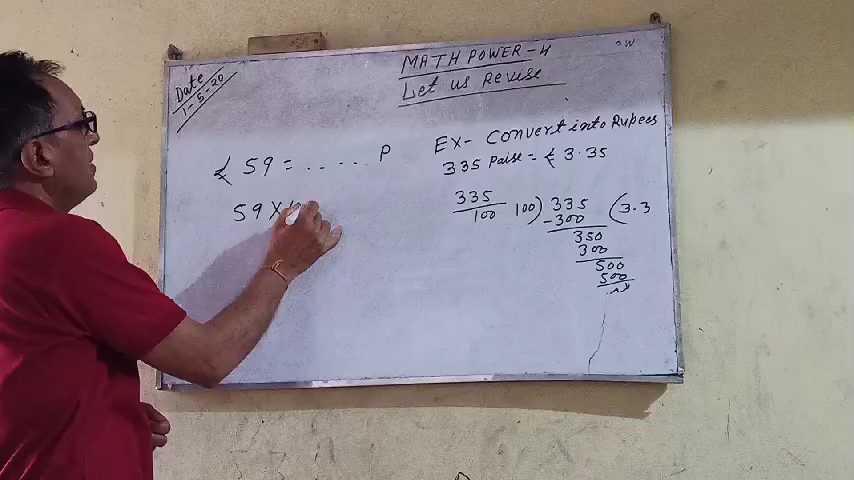 Date
1-5-20
MATH POWER-4
Let us Revise
₹ 59 = ..... P
59 X
Ex- Convert into Rupees
335 Paise = ₹ 3.35
335
100
100) 335 (3.3
-300
350
300
500
500